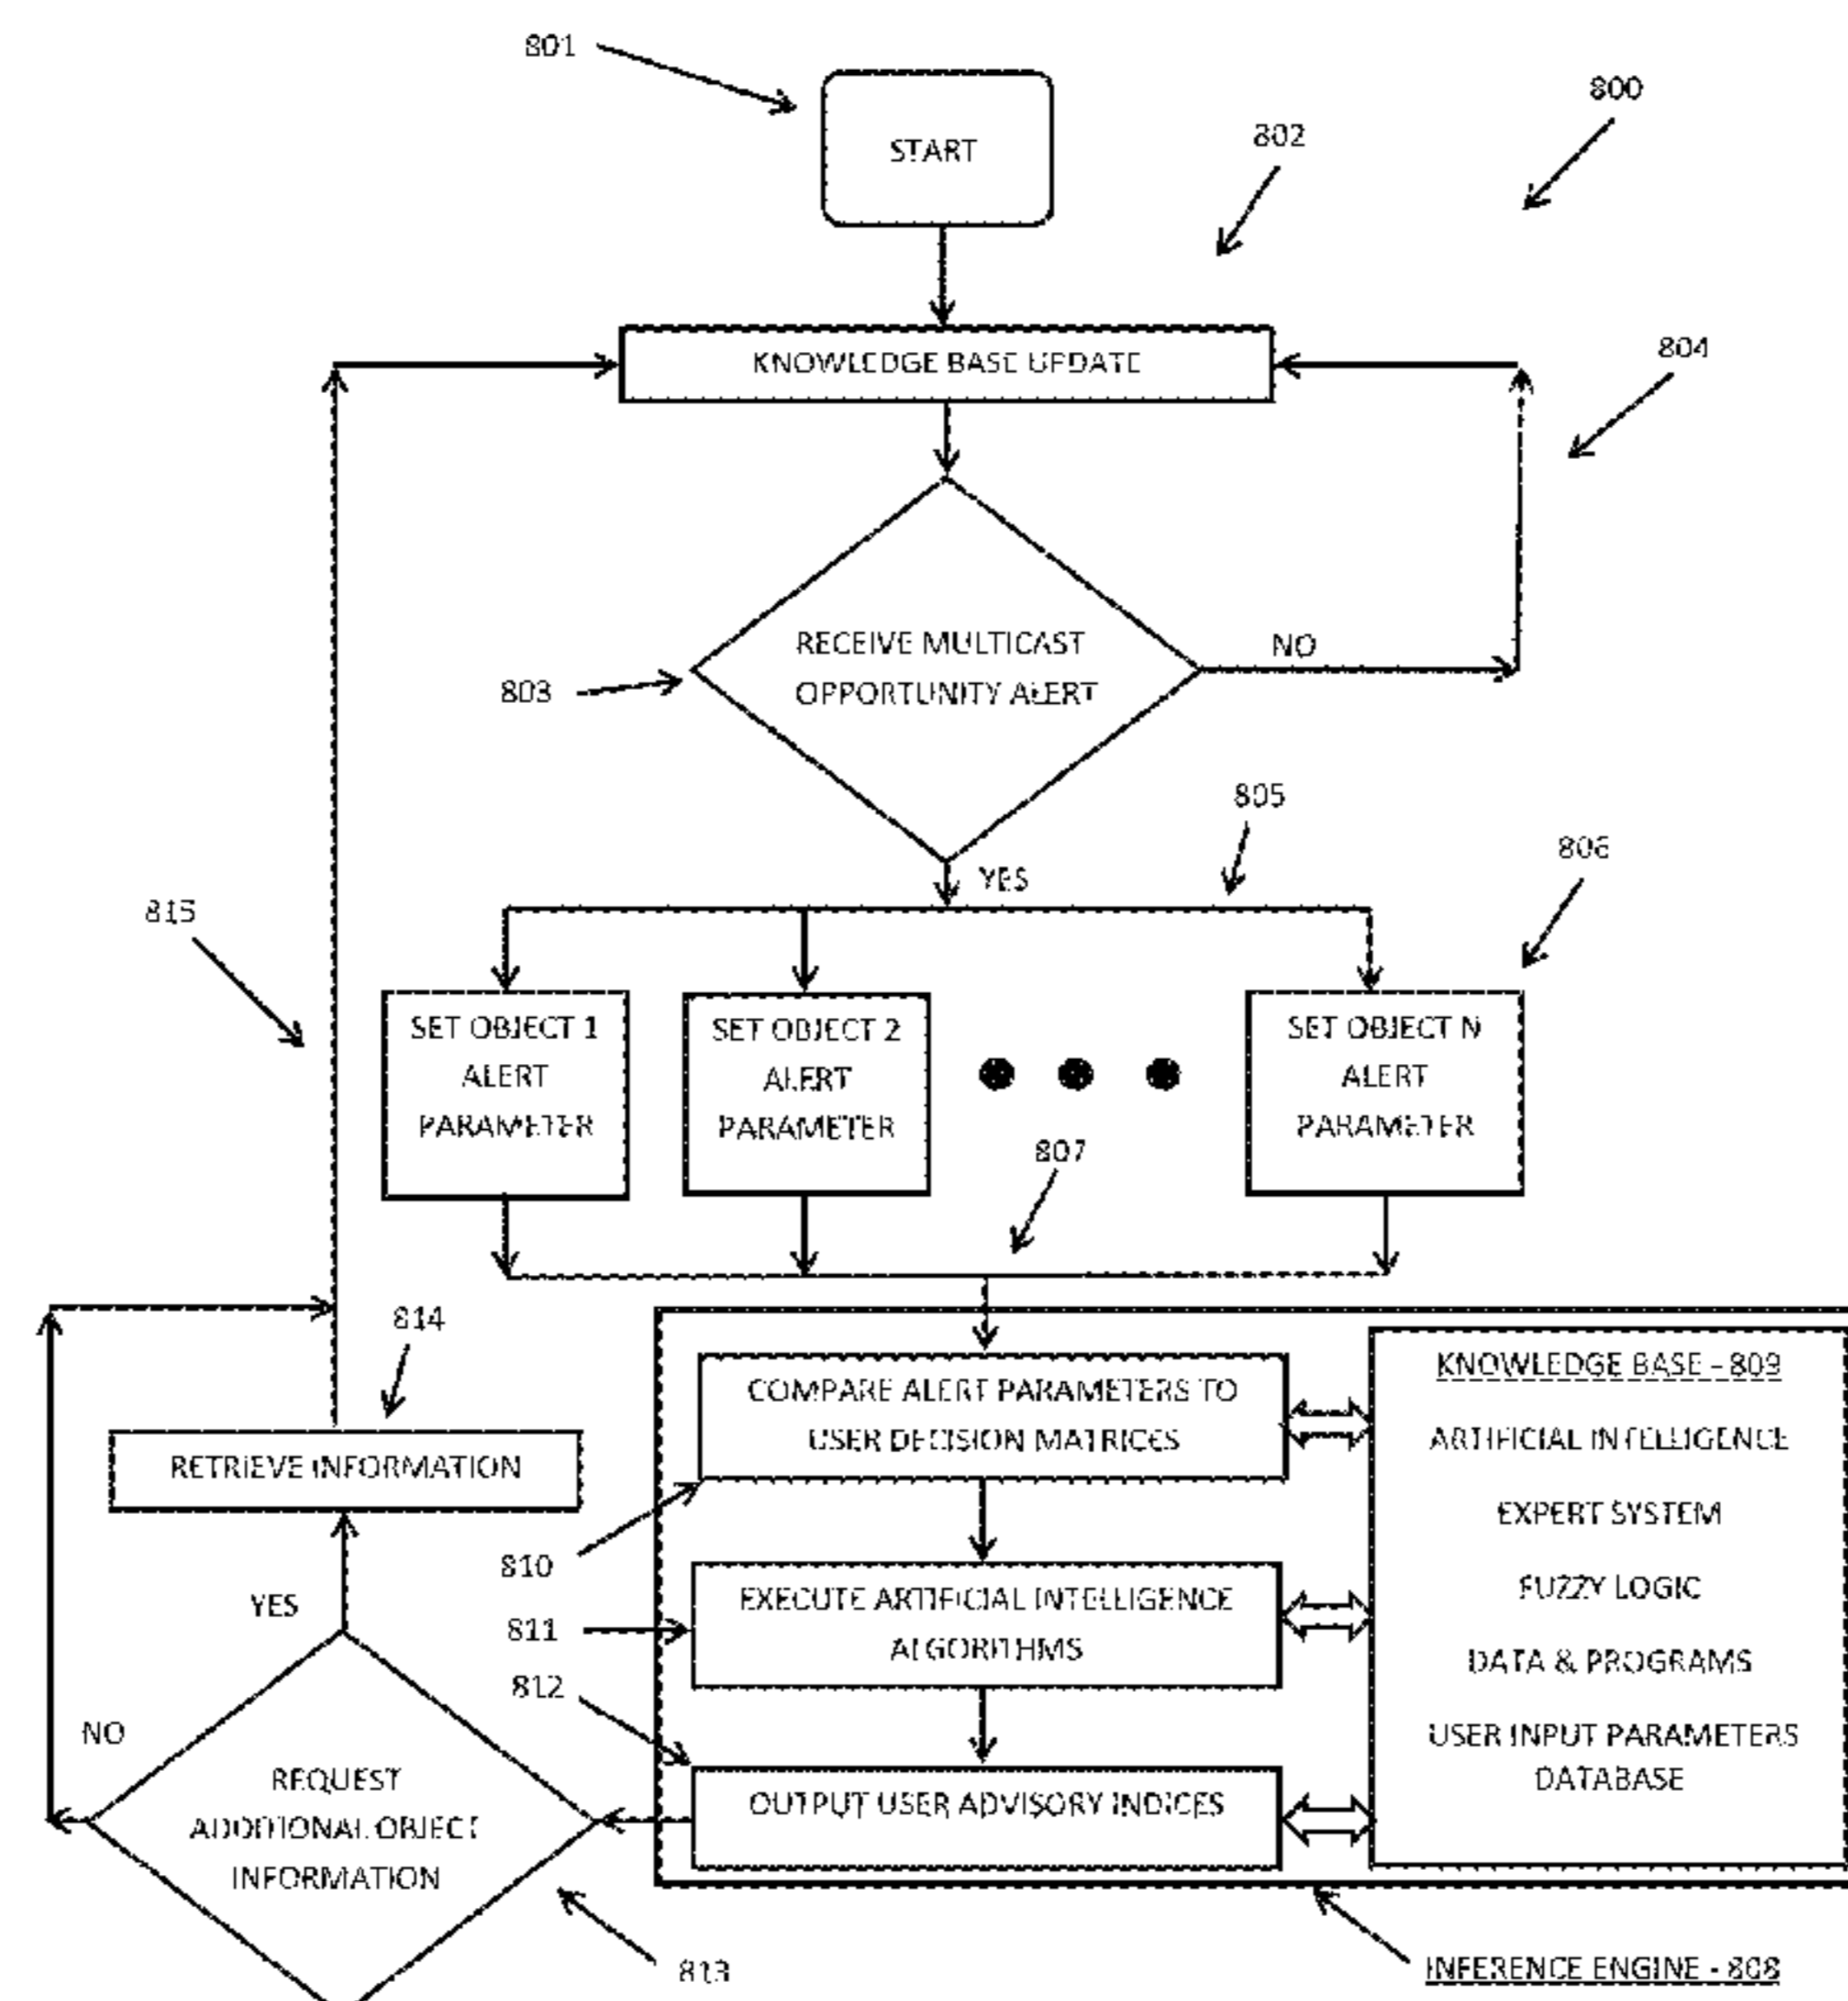 801
800
802
START
804
KNOWLEDGE BASE UPDATE
RECEIVE MULTICAST
OPPORTUNITY ALERT
NO
803
805
YES
806
815
SET OBJECT 1
ALERT
PARAMETER
SET OBJECT 2
ALERT
PARAMETER
SET OBJECT N
ALERT
PARAMETER
807
814
RETRIEVE INFORMATION
COMPARE ALERT PARAMETERS TO
USER DECISION MATRICES
KNOWLEDGE BASE - 809
ARTIFICIAL INTELLIGENCE
EXPERT SYSTEM
FUZZY LOGIC
DATA & PROGRAMS
USER INPUT PARAMETERS
DATABASE
810
YES
EXECUTE ARTIFICIAL INTELLIGENCE
ALGORITHMS
811
812
NO
REQUEST
ADDITIONAL OBJECT
INFORMATION
OUTPUT USER ADVISORY INDICES
813
INFERENCE ENGINE - 808